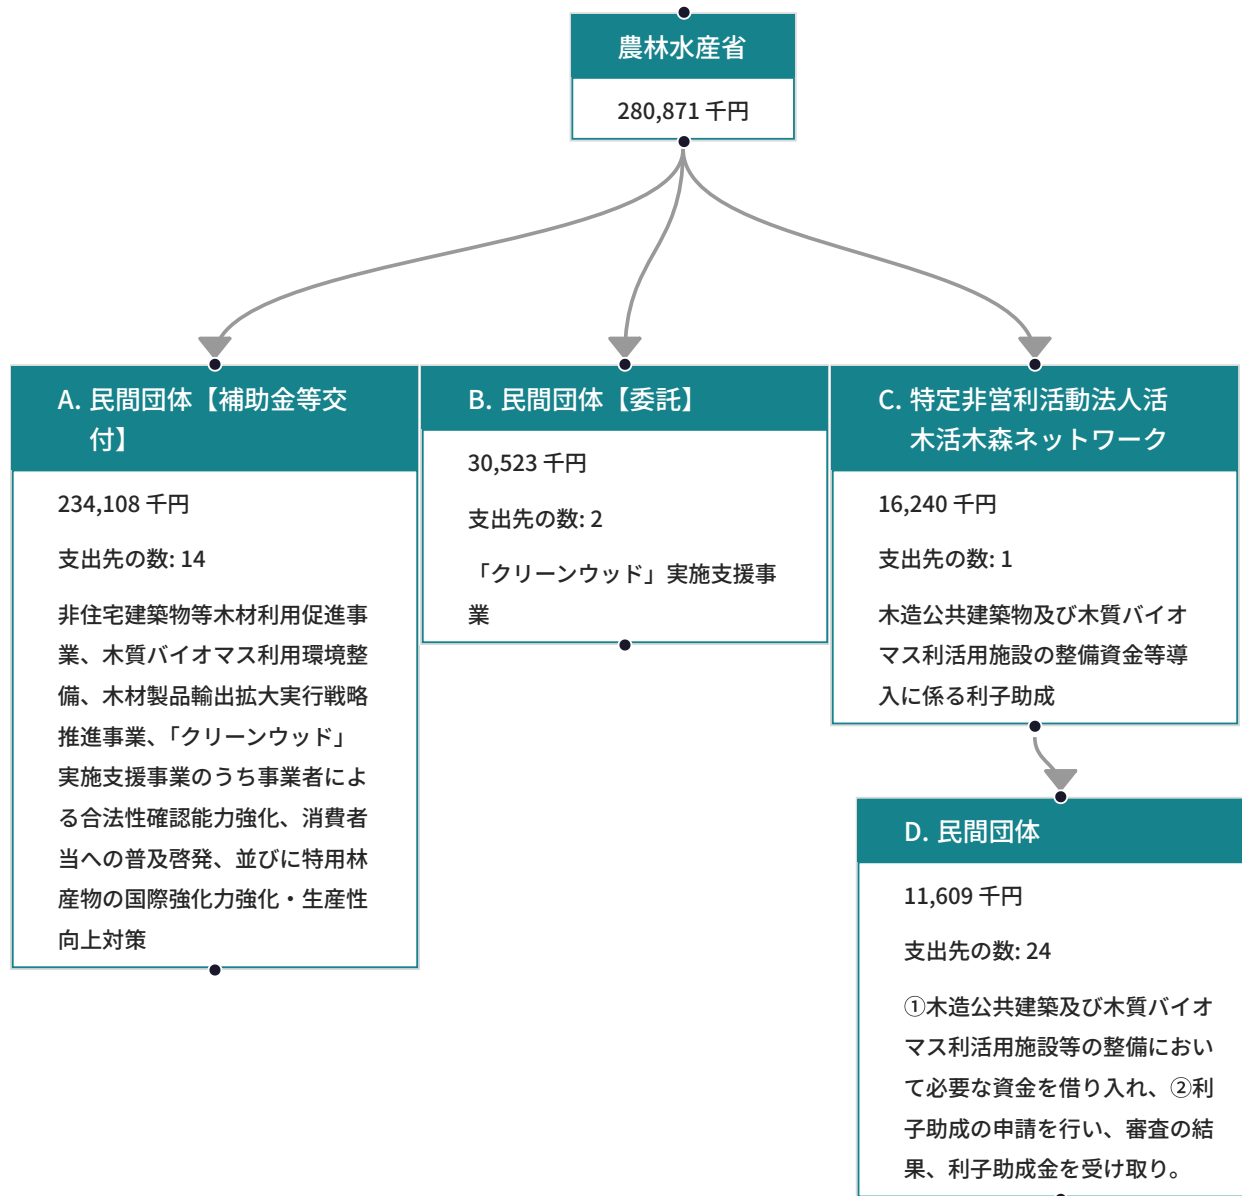 農林水産省
280,871 千円
A. 民間団体【補助金等交
付】
234,108 千円
支出先の数: 14
非住宅建築物等木材利用促進事
業、木質バイオマス利用環境整
備、木材製品輸出拡大実行戦略
推進事業、「クリーンウッド」
実施支援事業のうち事業者によ
る合法性確認能力強化、消費者
当への普及啓発、並びに特用林
産物の国際強化力強化・生産性
向上対策
B. 民間団体【委託】
30,523 千円
支出先の数: 2
「クリーンウッド」実施支援事
業
C. 特定非営利活動法人活
木活木森ネットワーク
16,240 千円
支出先の数: 1
木造公共建築物及び木質バイオ
マス利活用施設の整備資金等導
入に係る利子助成
D. 民間団体
11,609 千円
支出先の数: 24
①木造公共建築及び木質バイオ
マス利活用施設等の整備におい
て必要な資金を借り入れ、②利
子助成の申請を行い、審査の結
果、利子助成金を受け取り。